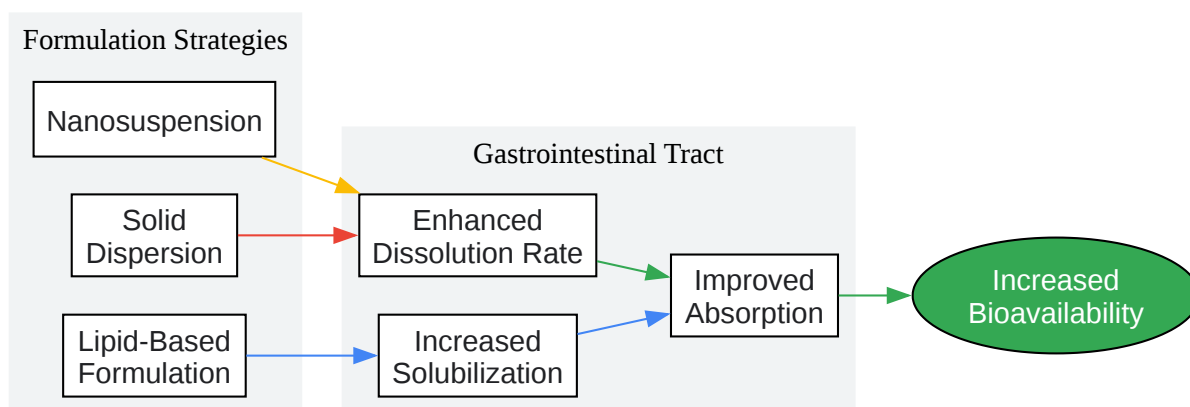 Formulation Strategies
Nanosuspension
Solid
Dispersion
Lipid-Based
Formulation
Gastrointestinal Tract
Enhanced
Dissolution Rate
Increased
Solubilization
Improved
Absorption
Increased
Bioavailability